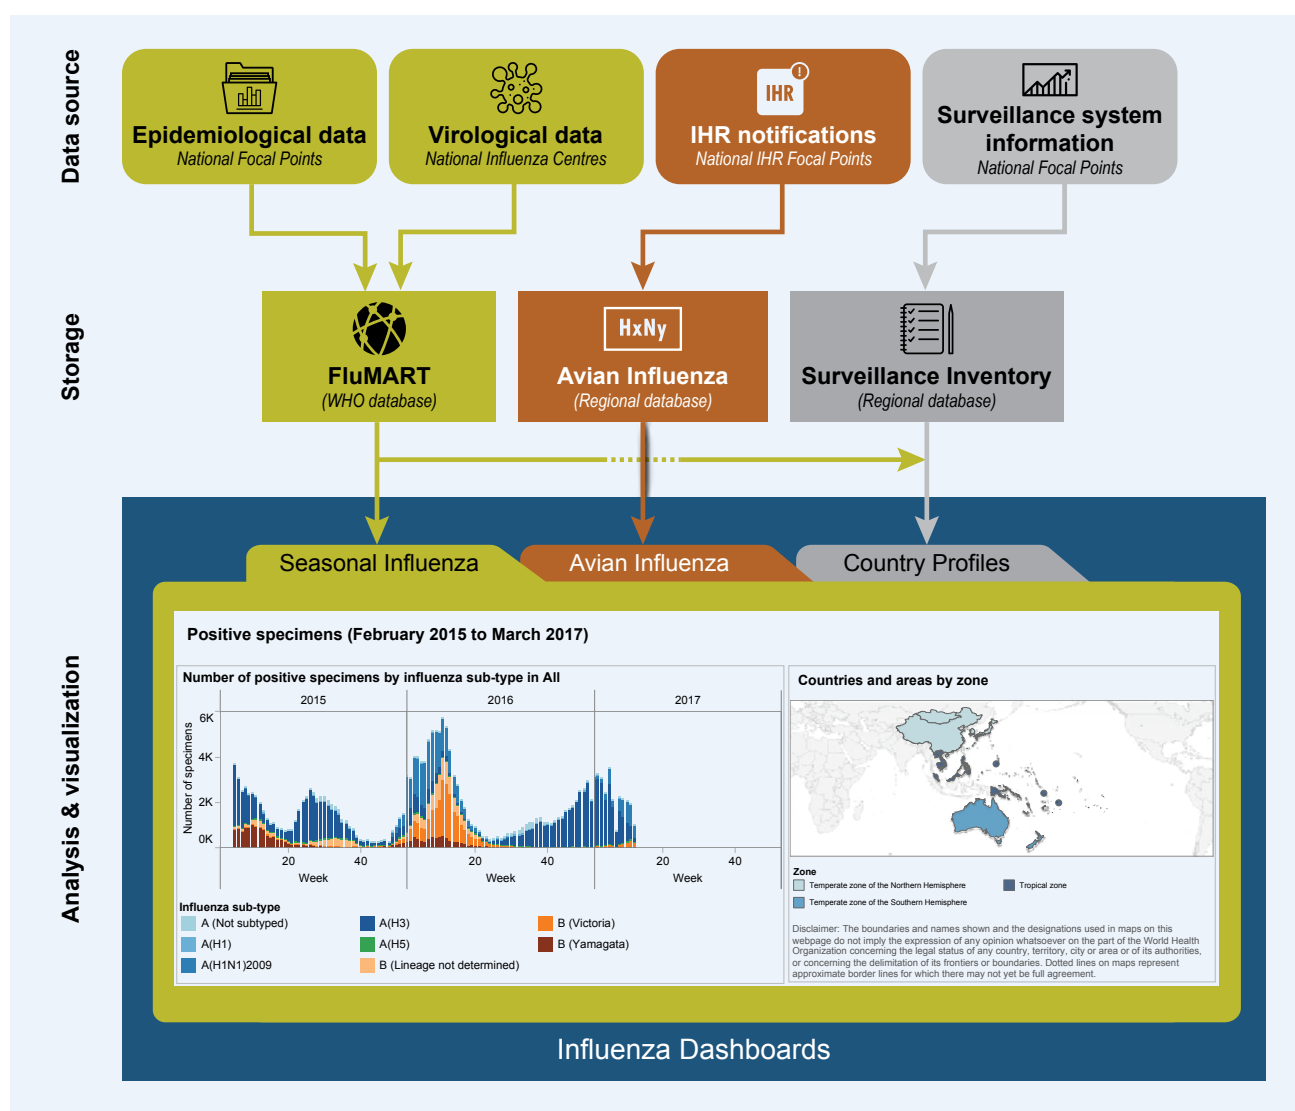 Data source
Epidemiological data
National Focal Points
Virological data
National Influenza Centres
IHR
!
IHR notifications
National IHR Focal Points
Surveillance system
information
National Focal Points
Storage
FluMART
(WHO database)
HxNy
Avian Influenza
(Regional database)
Surveillance Inventory
(Regional database)
Analysis & visualization
Seasonal Influenza
Avian Influenza
Country Profiles
Positive specimens (February 2015 to March 2017)
Number of positive specimens by influenza sub-type in All
2015
2016
2017
Number of specimens
6K
4K
2K
0K
20
40
20
40
20
40
Week
Week
Week
Influenza sub-type
A (Not subtyped)
A(H1)
A(H1N1)2009
A(H3)
A(H5)
B (Lineage not determined)
B (Victoria)
B (Yamagata)
Countries and areas by zone
Zone
Temperate zone of the Northern Hemisphere
Tropical zone
Temperate zone of the Southern Hemisphere
Disclaimer: The boundaries and names shown and the designations used in maps on this
webpage do not imply the expression of any opinion whatsoever on the part of the World Health
Organization concerning the legal status of any country, territory, city or area or of its authorities,
or concerning the delimitation of its frontiers or boundaries. Dotted lines on maps represent
approximate border lines for which there may not yet be full agreement.
Influenza Dashboards